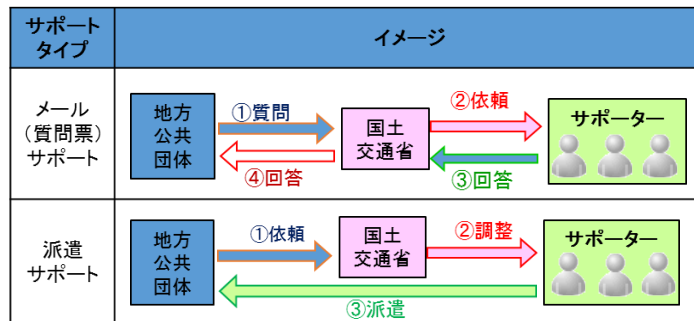 サポート
タイプ
イメージ
メール
（質問票）
サポート
地方
公共
団体
①質問
国土
交通省
②依頼
サポーター
④回答
③回答
派遣
サポート
地方
公共
団体
①依頼
国土
交通省
②調整
サポーター
③派遣